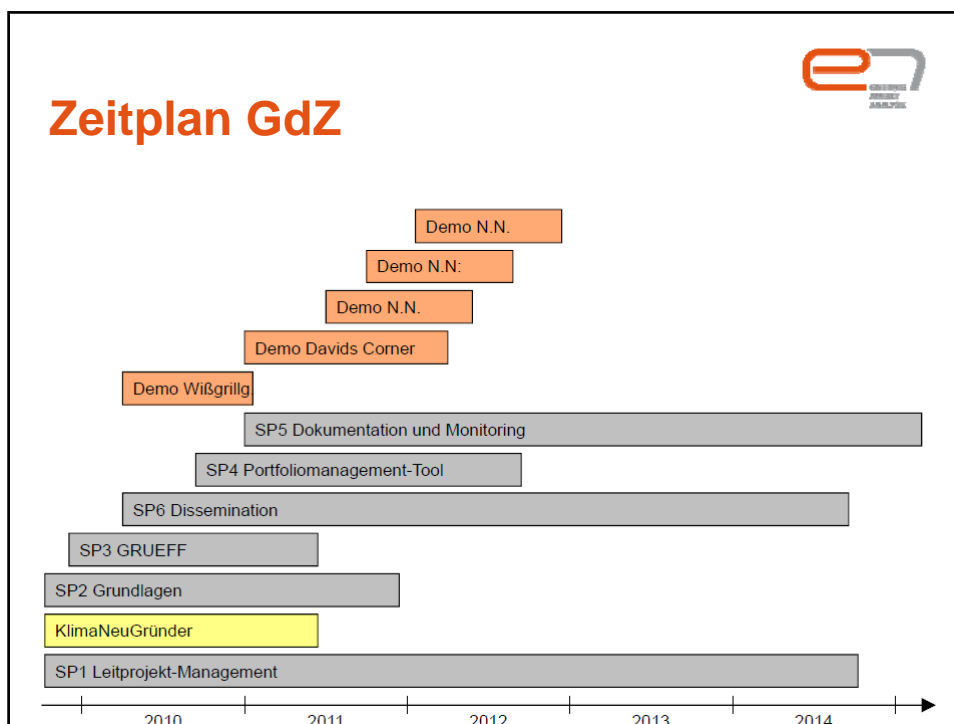 Zeitplan GdZ
Demo N.N.
Demo N.N:
Demo N.N.
Demo Davids Corner
Demo Wißgrillg.
SP5 Dokumentation und Monitoring
SP4 Portfoliomanagement-Tool
SP6 Dissemination
SP3 GRUEFF
SP2 Grundlagen
KlimaNeuGründer
SP1 Leitprojekt-Management
2010 2011 2012 2013 2014